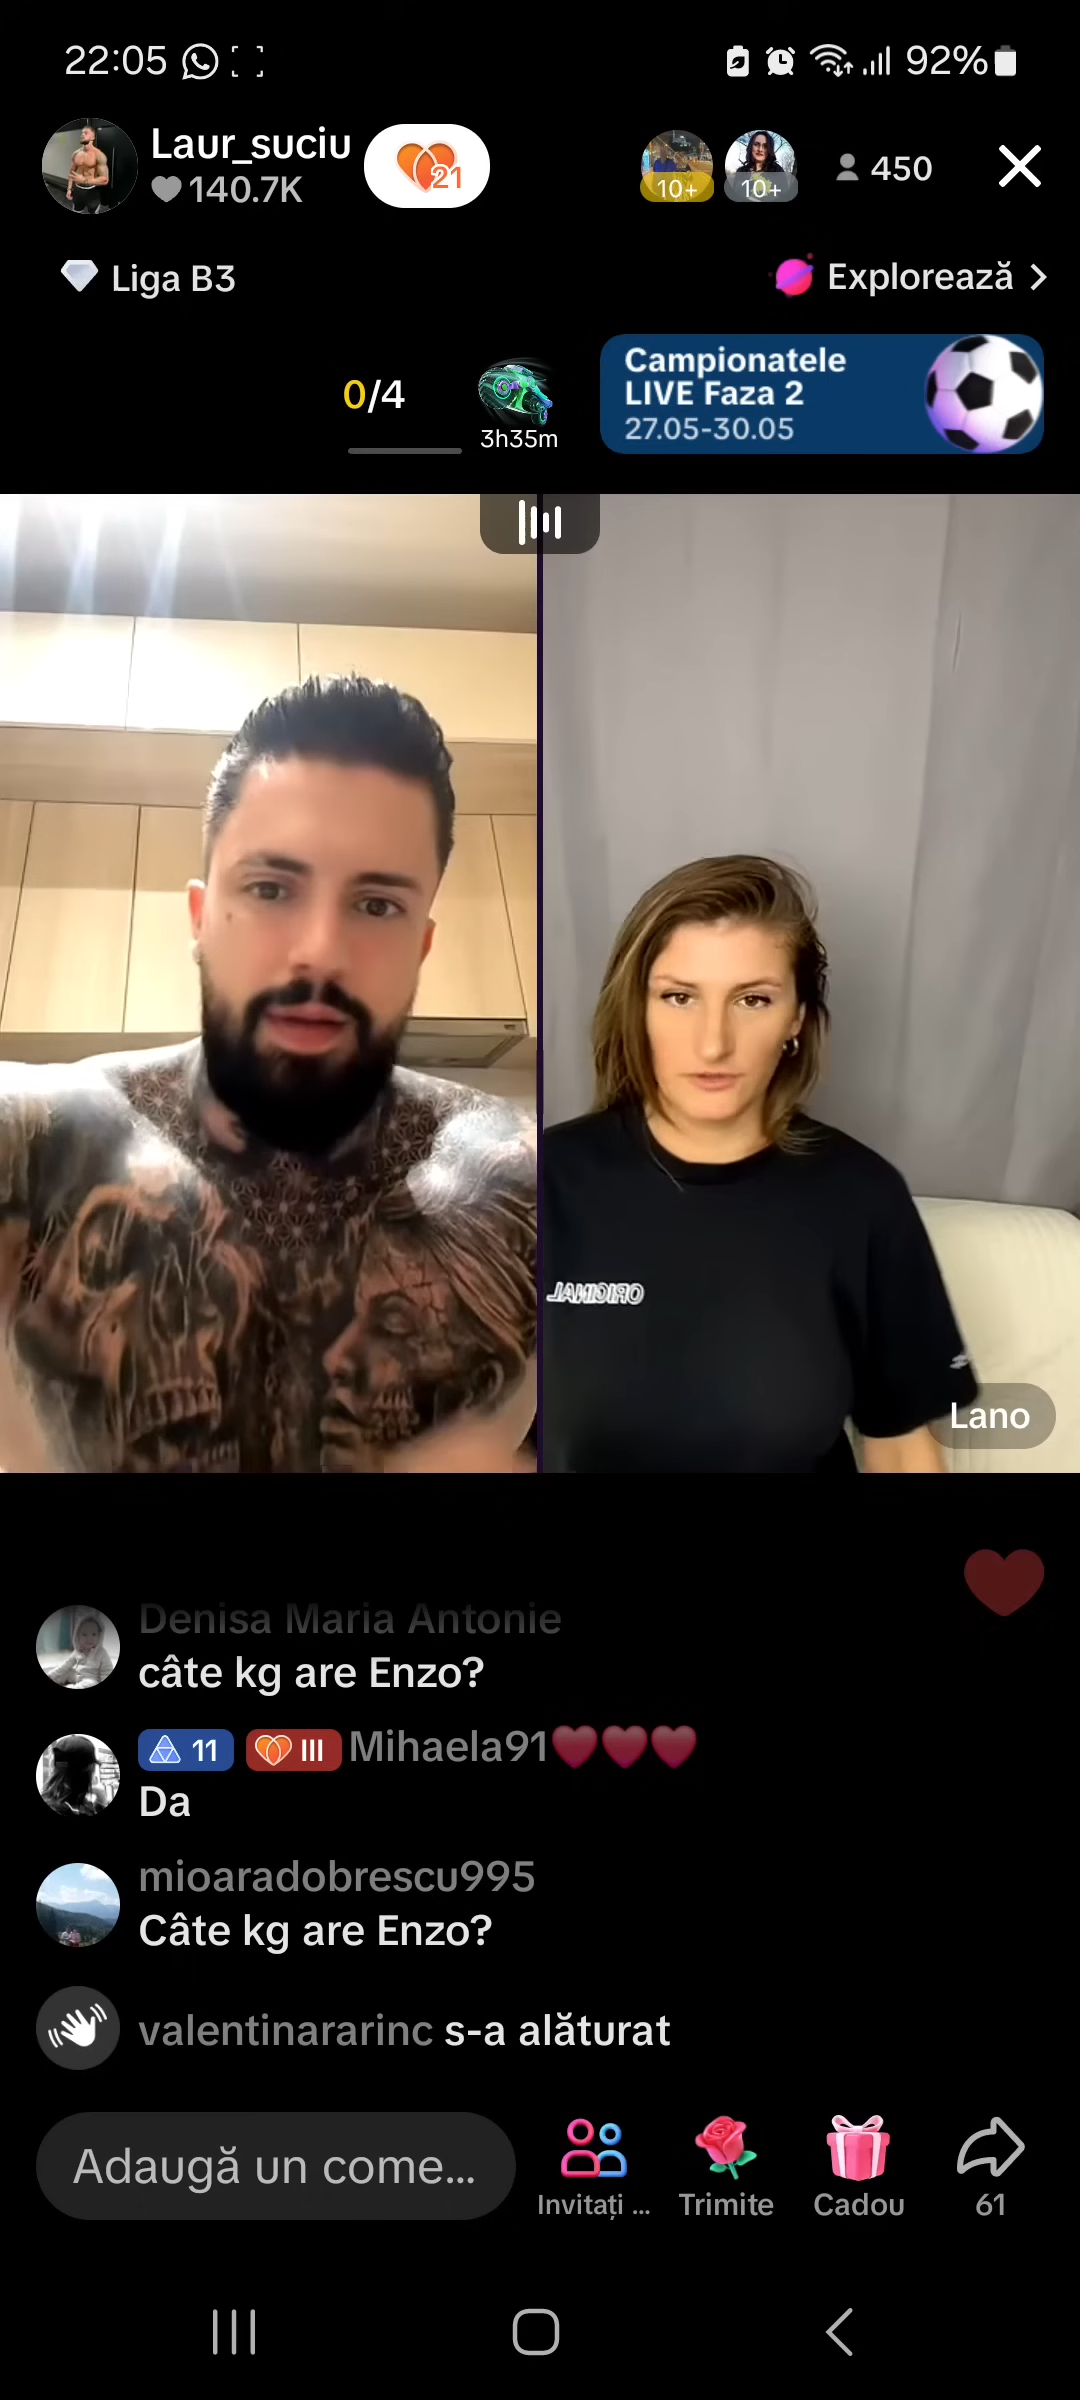 22:05 92%
Laur_suciu
140.7K
21
10+ 10+ 450
Liga B3
Explorează
0/4
3h35m
Campionatele
LIVE Faza 2
27.05-30.05
ORIGINAL
Lano
Denisa Maria Antonie
câte kg are Enzo?
11 III Mihaela91
Da
mioaradobrescu995
Câte kg are Enzo?
valentinararinc s-a alăturat
Adaugă un come...
Invitați ...
Trimite
Cadou
61